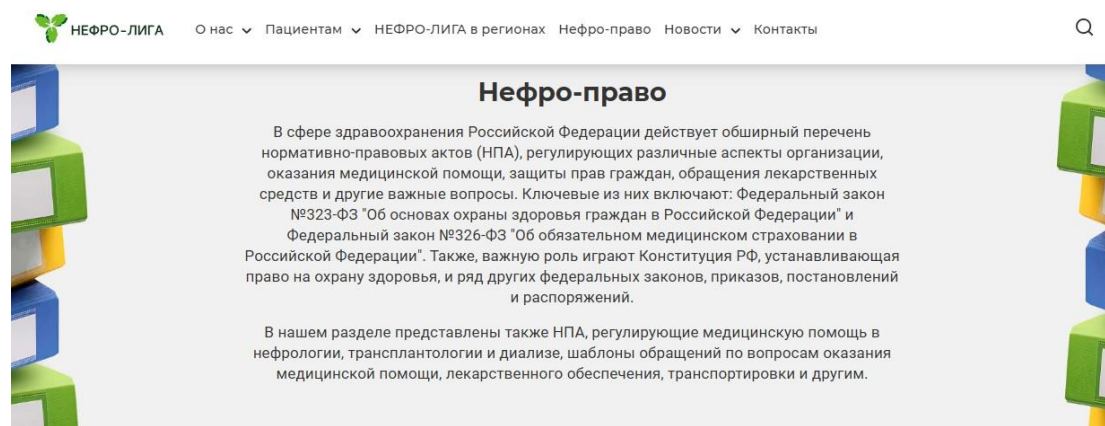 НЕФРО-ЛИГА О нас Пациентам НЕФРО-ЛИГА в регионах Нефро-право Новости Контакты
Нефро-право
В сфере здравоохранения Российской Федерации действует обширный перечень
нормативно-правовых актов (НПА), регулирующих различные аспекты организации,
оказания медицинской помощи, защиты прав граждан, обращения лекарственных
средств и другие важные вопросы. Ключевые из них включают: Федеральный закон
№323-ФЗ "Об основах охраны здоровья граждан в Российской Федерации" и
Федеральный закон №326-ФЗ "Об обязательном медицинском страховании в
Российской Федерации". Также, важную роль играют Конституция РФ, устанавливающая
право на охрану здоровья, и ряд других федеральных законов, приказов, постановлений
и распоряжений.
В нашем разделе представлены также НПА, регулирующие медицинскую помощь в
нефрологии, трансплантологии и диализе, шаблоны обращений по вопросам оказания
медицинской помощи, лекарственного обеспечения, транспортировки и другим.